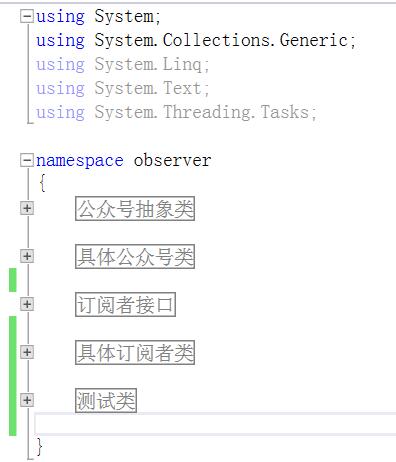 using System;
using System.Collections.Generic;
using System.Linq;
using System.Text;
using System.Threading.Tasks;
namespace observer
{
公众号抽象类
具体公众号类
订阅者接口
具体订阅者类
测试类
}